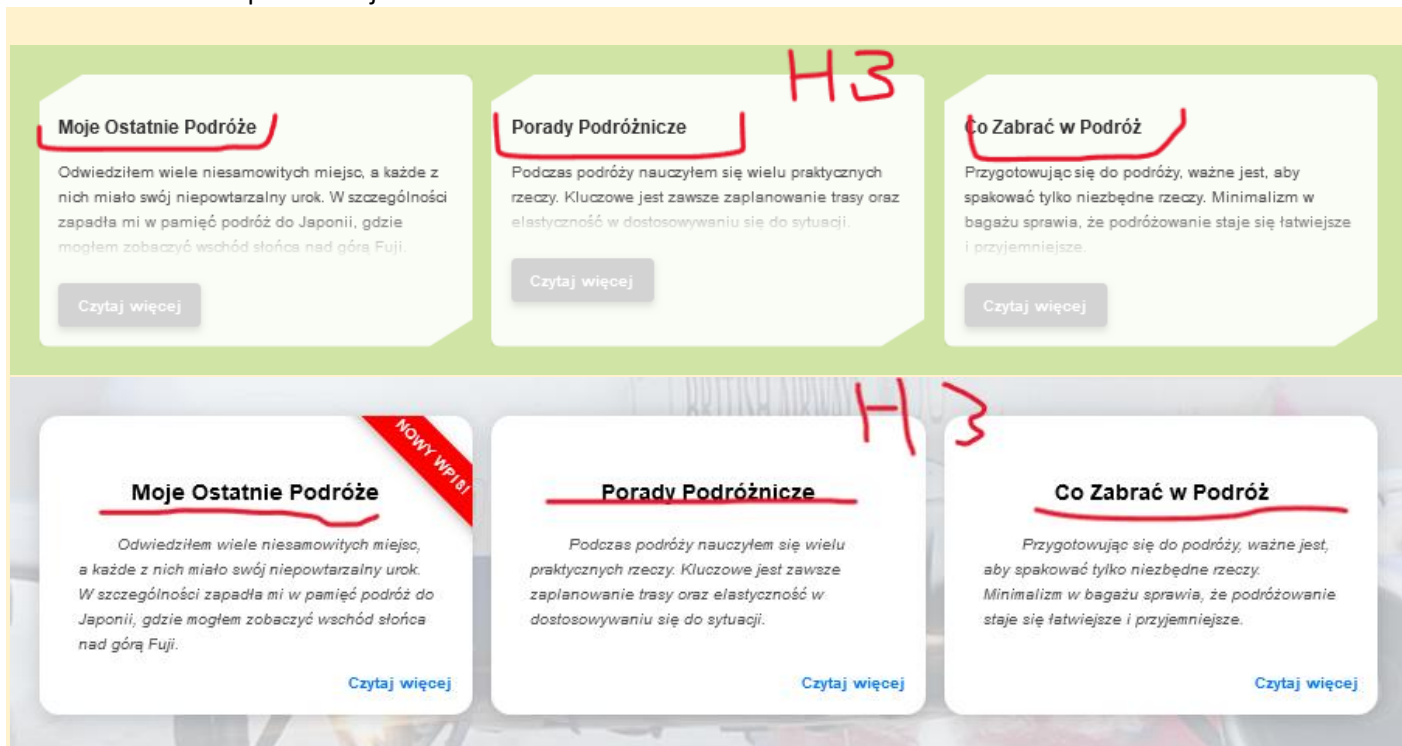 H3
Moje Ostatnie Podróże
Odwiedziłem wiele niesamowitych miejsc, a każde z
nich miało swój niepowtarzalny urok. W szczególności
zapadła mi w pamięć podróż do Japonii, gdzie
mogłem zobaczyć wschód słońca nad górą Fuji.
Czytaj więcej
Porady Podróżnicze
Podczas podróży nauczyłem się wielu praktycznych
rzeczy. Kluczowe jest zawsze zaplanowanie trasy oraz
elastyczność w dostosowywaniu się do sytuacji.
Czytaj więcej
Co Zabrać w Podróż
Przygotowując się do podróży, ważne jest, aby
spakować tylko niezbędne rzeczy. Minimalizm w
bagażu sprawia, że podróżowanie staje się łatwiejsze
i przyjemniejsze.
Czytaj więcej
H3
NOWY WPIS!
Moje Ostatnie Podróże
Odwiedziłem wiele niesamowitych miejsc,
a każde z nich miało swój niepowtarzalny urok.
W szczególności zapadła mi w pamięć podróż do
Japonii, gdzie mogłem zobaczyć wschód słońca
nad górą Fuji.
Czytaj więcej
Porady Podróżnicze
Podczas podróży nauczyłem się wielu
praktycznych rzeczy. Kluczowe jest zawsze
zaplanowanie trasy oraz elastyczność w
dostosowywaniu się do sytuacji.
Czytaj więcej
Co Zabrać w Podróż
Przygotowując się do podróży, ważne jest,
aby spakować tylko niezbędne rzeczy.
Minimalizm w bagażu sprawia, że podróżowanie
staje się łatwiejsze i przyjemniejsze.
Czytaj więcej